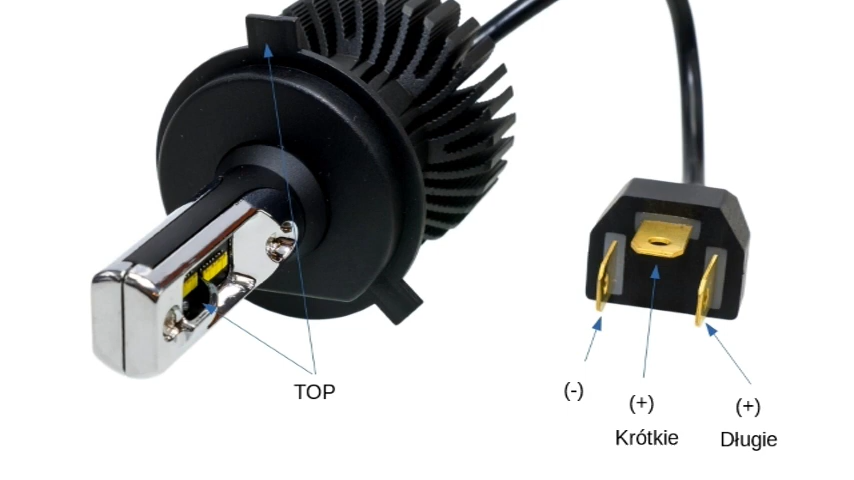 TOP
(-)
(+)
(+)
Krótkie
Długie